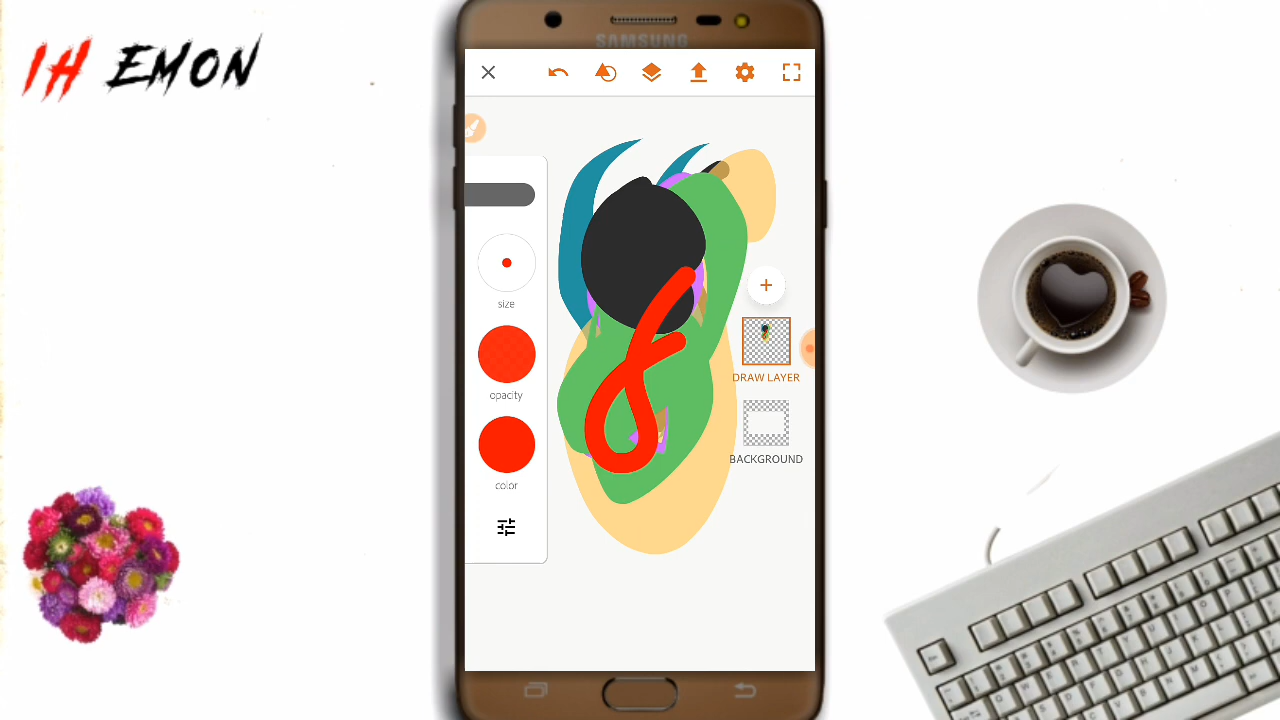 IH EMON
SAMSUNG
size
opacity
color
DRAW LAYER
BACKGROUND